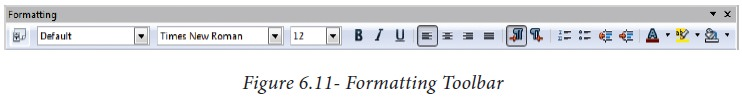 Formatting
Default Times New Roman 12 B I U A
Figure 6.11- Formatting Toolbar